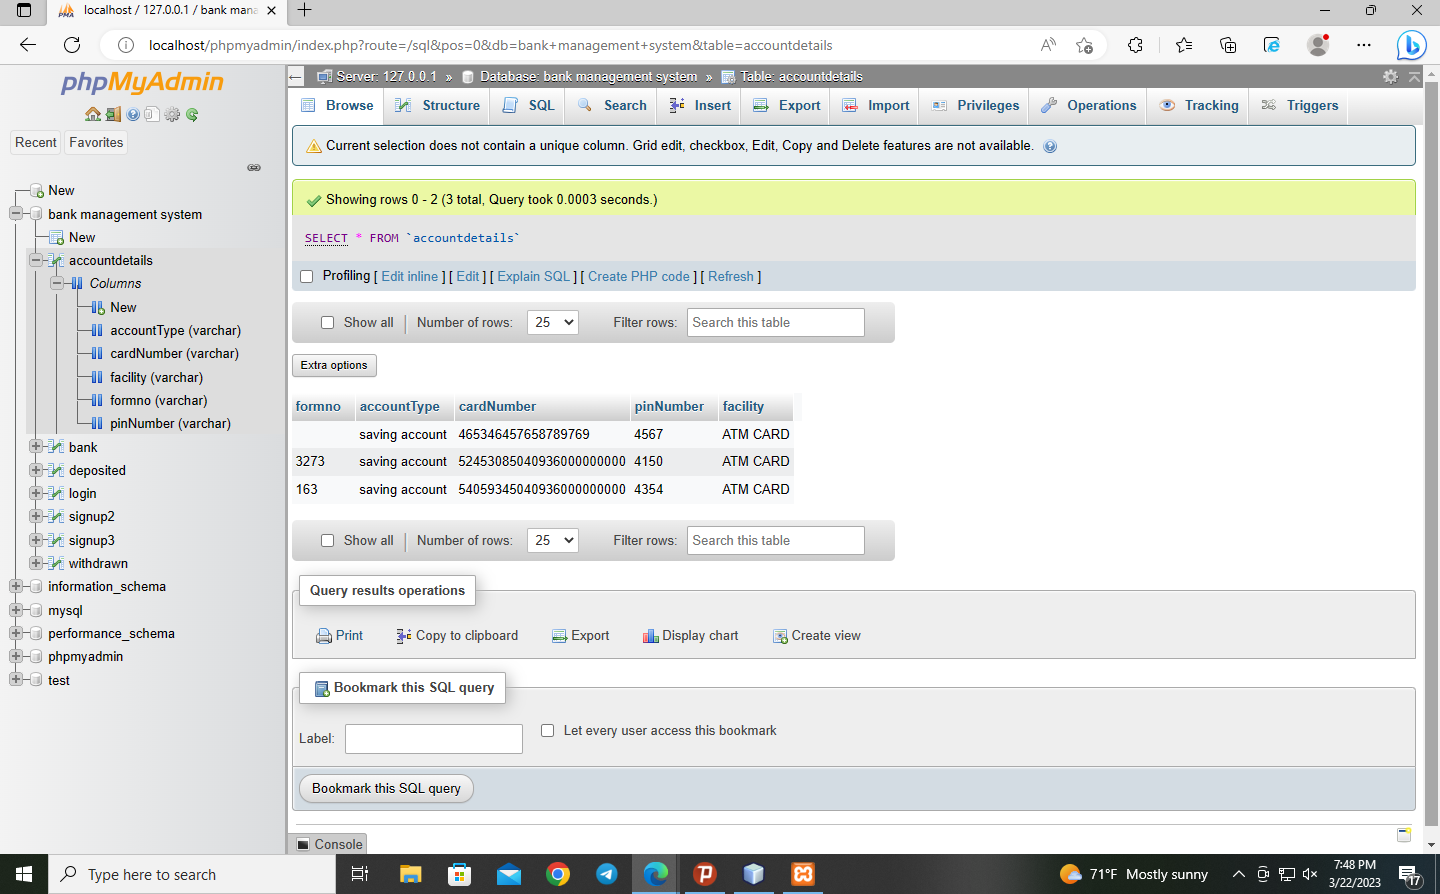 localhost / 127.0.0.1 / bank mana
localhost/phpmyadmin/index.php?route=/sql&pos=0&db=bank+management+system&table=accountdetails
phpMyAdmin
Recent Favorites
New
bank management system
New
accountdetails
Columns
New
accountType (varchar)
cardNumber (varchar)
facility (varchar)
formno (varchar)
pinNumber (varchar)
bank
deposited
login
signup2
signup3
withdrawn
information_schema
mysql
performance_schema
phpmyadmin
test
Server: 127.0.0.1 » Database: bank management system » Table: accountdetails
Browse Structure SQL Search Insert Export Import Privileges Operations Tracking Triggers
Current selection does not contain a unique column. Grid edit, checkbox, Edit, Copy and Delete features are not available.
Showing rows 0 - 2 (3 total, Query took 0.0003 seconds.)
SELECT * FROM `accountdetails`
Profiling [ Edit inline ] [ Edit ] [ Explain SQL ] [ Create PHP code ] [ Refresh ]
Show all Number of rows: 25 Filter rows: Search this table
Extra options
formno accountType cardNumber pinNumber facility
saving account 465346457658789769 4567 ATM CARD
3273 saving account 52453085040936000000000 4150 ATM CARD
163 saving account 54059345040936000000000 4354 ATM CARD
Show all Number of rows: 25 Filter rows: Search this table
Query results operations
Print Copy to clipboard Export Display chart Create view
Bookmark this SQL query
Label: Let every user access this bookmark
Bookmark this SQL query
Console
Type here to search
71°F Mostly sunny
7:48 PM
3/22/2023
17